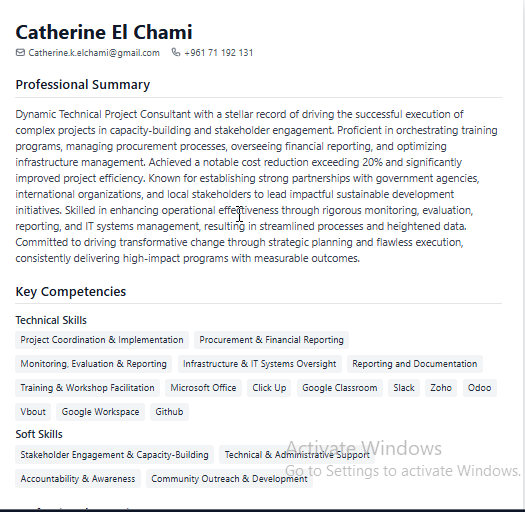 Catherine El Chami
Catherine.k.elchami@gmail.com +961 71 192 131
Professional Summary
Dynamic Technical Project Consultant with a stellar record of driving the successful execution of
complex projects in capacity-building and stakeholder engagement. Proficient in orchestrating training
programs, managing procurement processes, overseeing financial reporting, and optimizing
infrastructure management. Achieved a notable cost reduction exceeding 20% and significantly
improved project efficiency. Known for establishing strong partnerships with government agencies,
international organizations, and local stakeholders to lead impactful sustainable development
initiatives. Skilled in enhancing operational effectiveness through rigorous monitoring, evaluation,
reporting, and IT systems management, resulting in streamlined processes and heightened data.
Committed to driving transformative change through strategic planning and flawless execution,
consistently delivering high-impact programs with measurable outcomes.
Key Competencies
Technical Skills
Project Coordination & Implementation Procurement & Financial Reporting
Monitoring, Evaluation & Reporting Infrastructure & IT Systems Oversight Reporting and Documentation
Training & Workshop Facilitation Microsoft Office Click Up Google Classroom Slack Zoho Odoo
Vbout Google Workspace Github
Soft Skills
Stakeholder Engagement & Capacity-Building Technical & Administrative Support
Accountability & Awareness Community Outreach & Development
Activate Windows
Go to Settings to activate Windows.